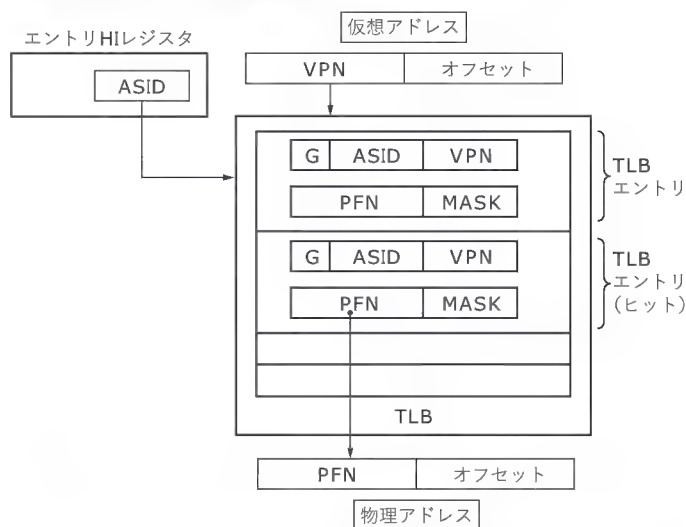 仮想アドレス
エントリHIレジスタ
VPN オフセット
ASID
G ASID VPN
PFN MASK
TLB
エントリ
G ASID VPN
PFN MASK
TLB
エントリ
(ヒット)
TLB
PFN オフセット
物理アドレス